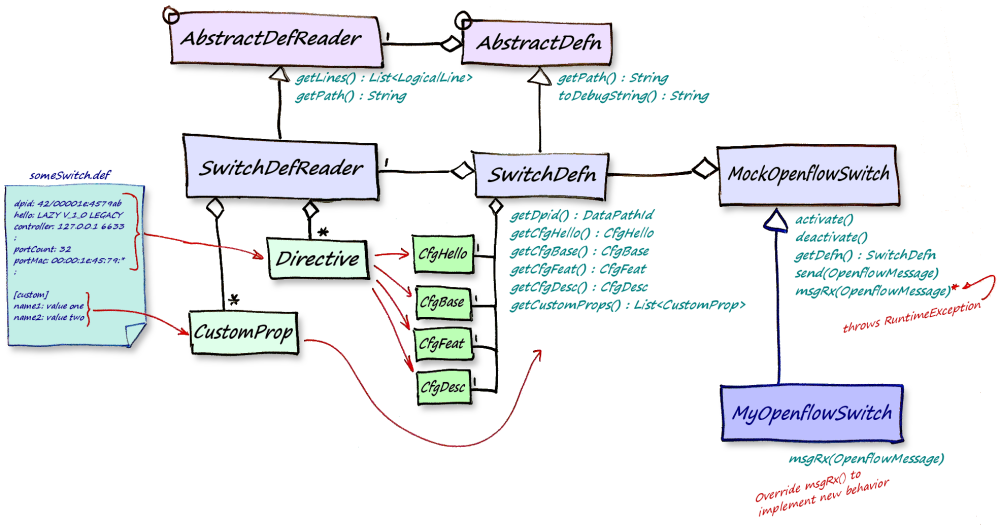 AbstractDefReader
1
AbstractDefn
getLines() : List<LogicalLine>
getPath() : String
getPath() : String
toDebugString() : String
SwitchDefReader
1
SwitchDefn
MockOpenflowSwitch
someSwitch.def
dpid: 42/00001e4579ab
hello: LAZY V_1_0 LEGACY
controller: 127.0.0.1 6633
:
portCount: 32
portMac: 00:00:1e:45:79:*
:
[custom]
name1: value one
name2: value two
*
Directive
*
CustomProp
CfgHello
1
CfgBase
1
CfgFeat
1
CfgDesc
1
getDpid() : DataPathId
getCfgHello() : CfgHello
getCfgBase() : CfgBase
getCfgFeat() : CfgFeat
getCfgDesc() : CfgDesc
getCustomProps() : List<CustomProp>
activate()
deactivate()
getDefn() : SwitchDefn
send(OpenflowMessage)
msgRx(OpenflowMessage)*
throws RuntimeException
MyOpenflowSwitch
msgRx(OpenflowMessage)
Override msgRx() to
implement new behavior